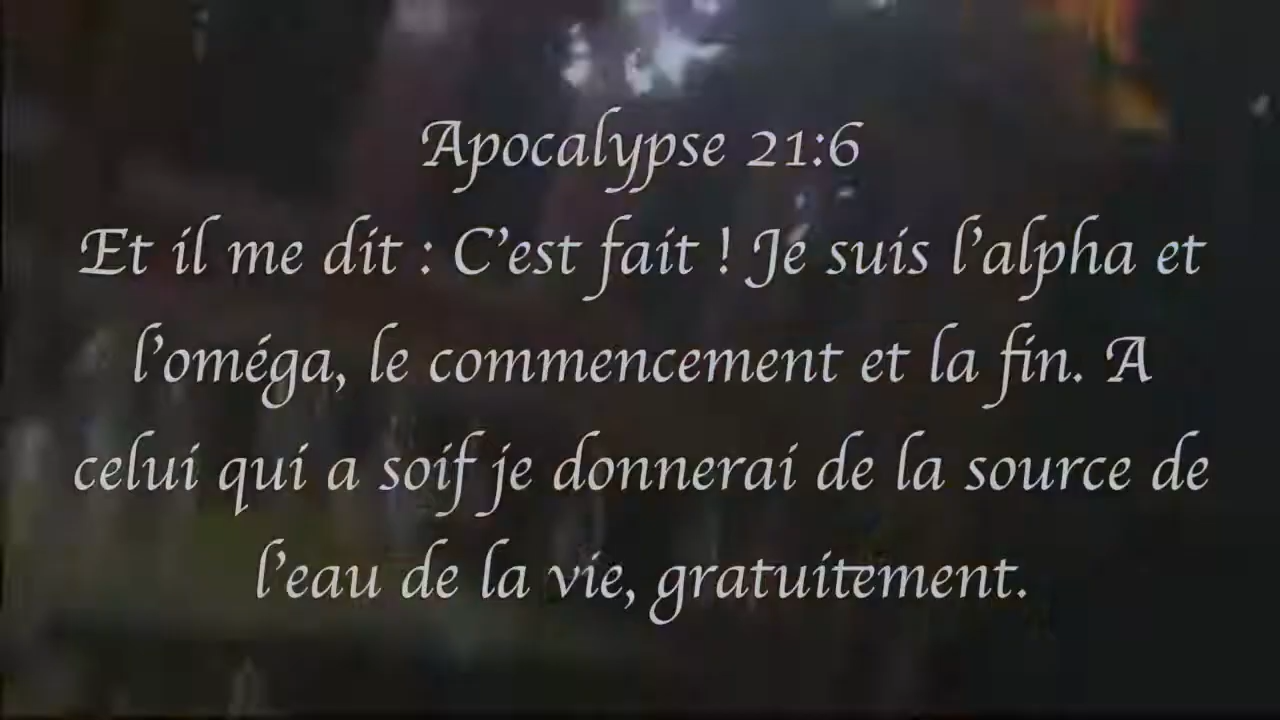 Apocalypse 21:6
Et il me dit : C'est fait ! Je suis l'alpha et
l'oméga, le commencement et la fin. A
celui qui a soif je donnerai de la source de
l'eau de la vie, gratuitement.